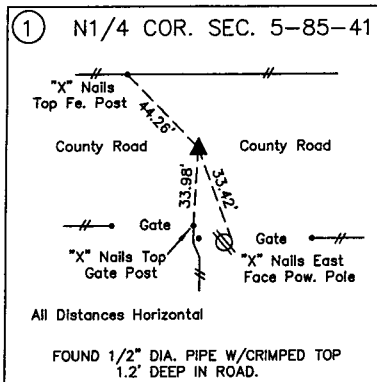 1 N1/4 COR. SEC. 5-85-41
"X" Nails
Top Fe. Post
44.26'
County Road
County Road
33.98'
33.42'
Gate
Gate
"X" Nails Top
Gate Post
"X" Nails East
Face Pow. Pole
All Distances Horizontal
FOUND 1/2" DIA. PIPE W/CRIMPED TOP
1.2' DEEP IN ROAD.